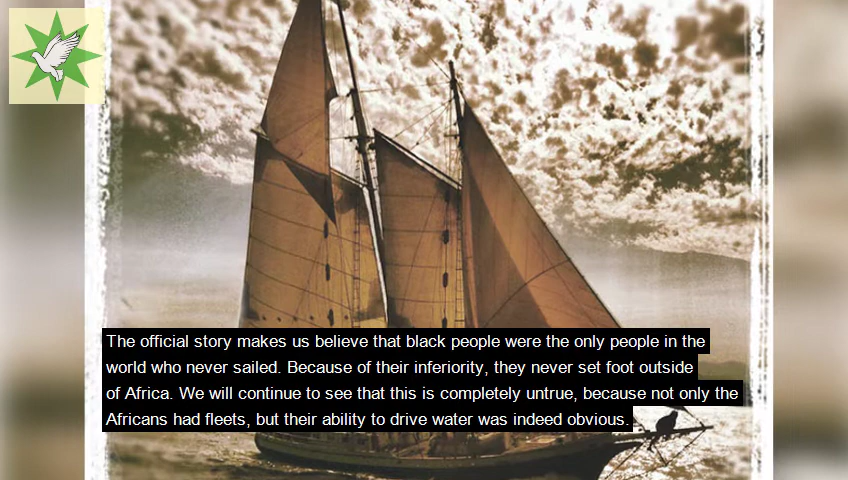 The official story makes us believe that black people were the only people in the
world who never sailed. Because of their inferiority, they never set foot outside
of Africa. We will continue to see that this is completely untrue, because not only the
Africans had fleets, but their ability to drive water was indeed obvious.